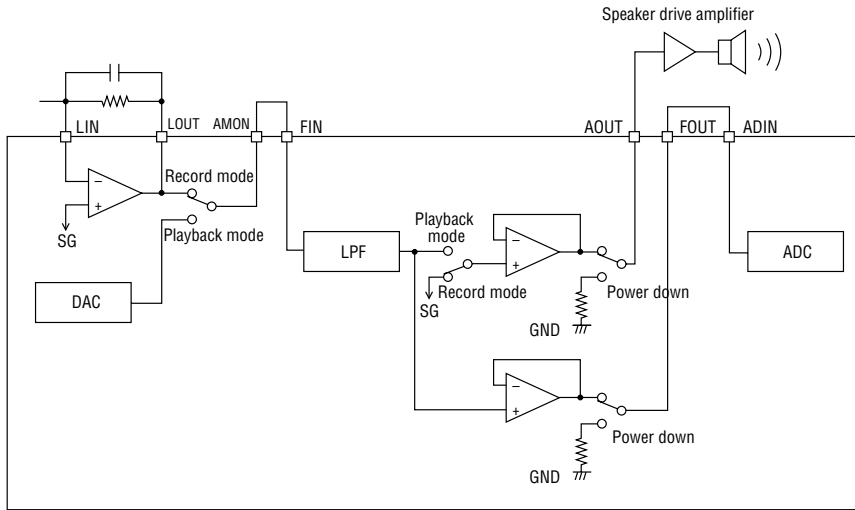 Speaker drive amplifier
LIN
LOUT
AMON
FIN
AOUT
FOUT
ADIN
Record mode
−
+
SG
Playback mode
DAC
LPF
Playback
mode
−
+
SG
Record mode
Power down
GND
ADC
−
+
Power down
GND